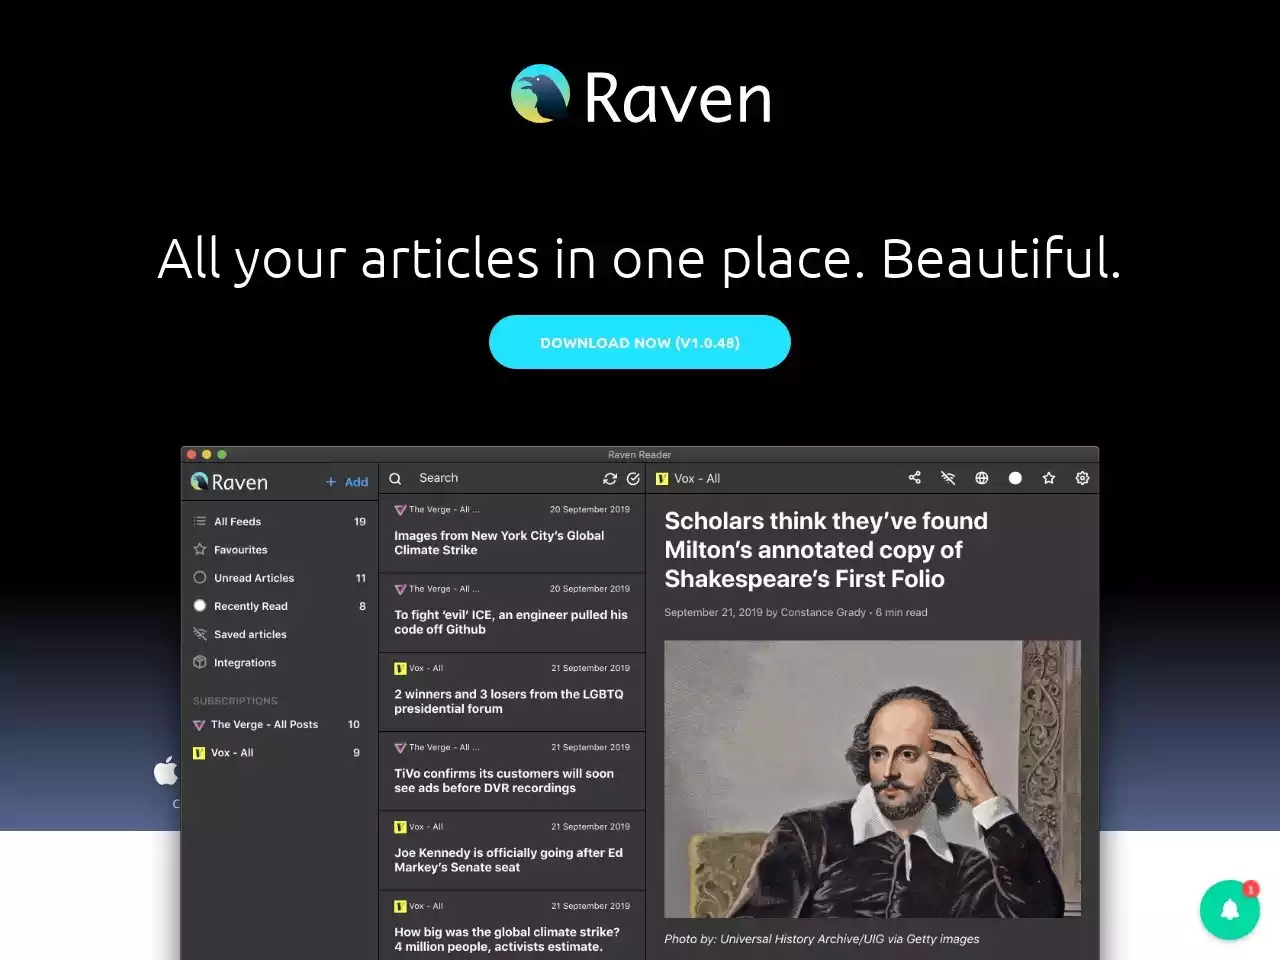 Raven
All your articles in one place. Beautiful.
DOWNLOAD NOW (V1.0.48)
Raven Reader
Raven
+ Add
All Feeds 19
Favourites
Unread Articles 11
Recently Read 8
Saved articles
Integrations
SUBSCRIPTIONS
The Verge - All Posts 10
Vox - All 9
Search
The Verge - All ... 20 September 2019
Images from New York City's Global
Climate Strike
The Verge - All ... 20 September 2019
To fight 'evil' ICE, an engineer pulled his
code off Github
Vox - All 21 September 2019
2 winners and 3 losers from the LGBTQ
presidential forum
The Verge - All ... 21 September 2019
TiVo confirms its customers will soon
see ads before DVR recordings
Vox - All 21 September 2019
Joe Kennedy is officially going after Ed
Markey's Senate seat
Vox - All 21 September 2019
How big was the global climate strike?
4 million people, activists estimate.
Vox - All
Scholars think they've found
Milton's annotated copy of
Shakespeare's First Folio
September 21, 2019 by Constance Grady • 6 min read
Photo by: Universal History Archive/UIG via Getty images
1